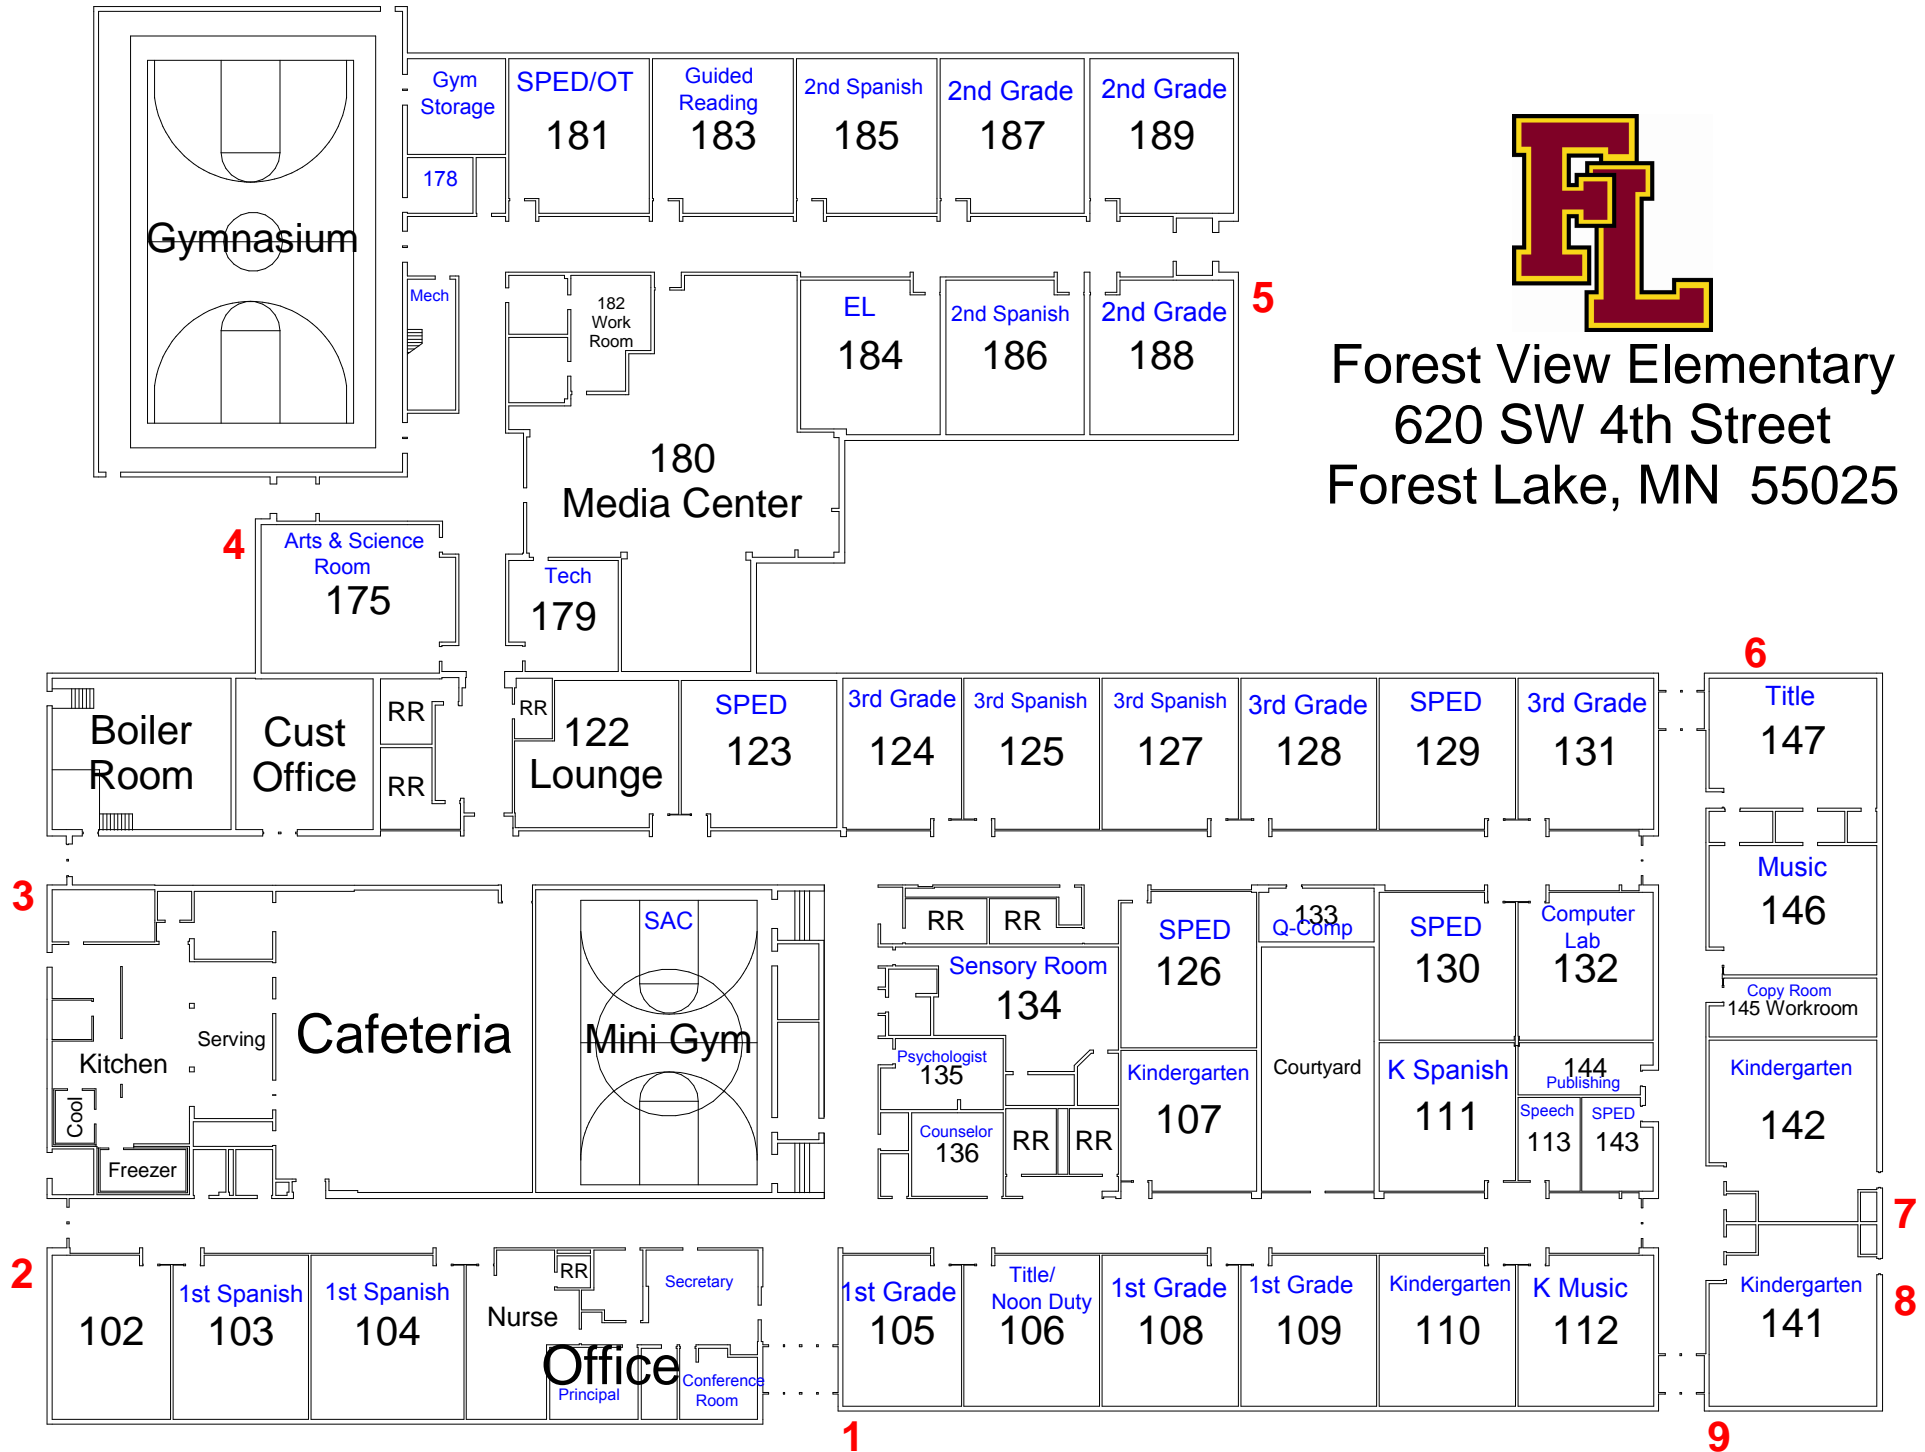 Gym
Storage
SPED/OT
181
Guided
Reading
183
2nd Spanish
185
2nd Grade
187
2nd Grade
189
178
Gymnasium
Mech
182
Work
Room
EL
184
2nd Spanish
186
2nd Grade
188
5
FL
Forest View Elementary
620 SW 4th Street
Forest Lake, MN 55025
180
Media Center
4
Arts & Science
Room
175
Tech
179
6
Boiler
Room
Cust
Office
RR
RR
RR
122
Lounge
SPED
123
3rd Grade
124
3rd Spanish
125
3rd Spanish
127
3rd Grade
128
SPED
129
3rd Grade
131
Title
147
3
SAC
RR
RR
SPED
126
133
Q-Comp
SPED
130
Computer
Lab
132
Music
146
Sensory Room
134
Copy Room
145 Workroom
Kitchen
Serving
Cafeteria
Mini Gym
Psychologist
135
Kindergarten
107
Courtyard
K Spanish
111
144
Publishing
Kindergarten
142
Cool
Freezer
Counselor
136
RR
RR
Speech
113
SPED
143
7
2
102
1st Spanish
103
1st Spanish
104
Nurse
RR
Secretary
Office
Principal
Conference
Room
1st Grade
105
Title/
Noon Duty
106
1st Grade
108
1st Grade
109
Kindergarten
110
K Music
112
Kindergarten
141
8
1
9